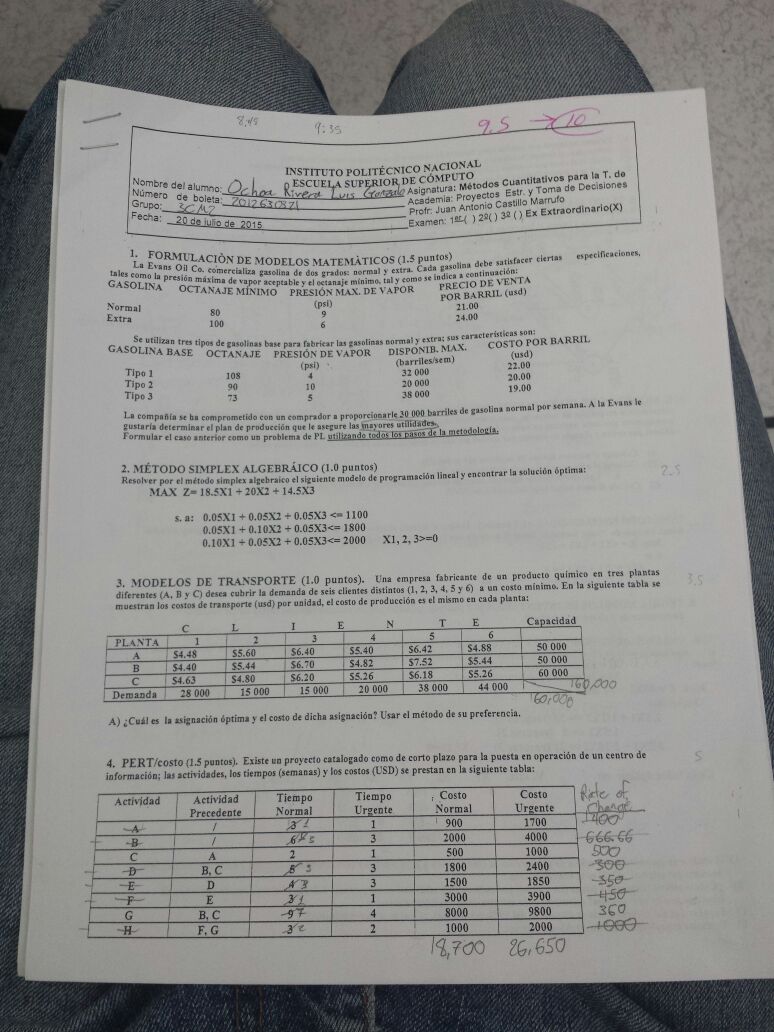 8:45 9:35 9.5 → 10
INSTITUTO POLITÉCNICO NACIONAL
ESCUELA SUPERIOR DE CÓMPUTO
Nombre del alumno: Ochoa Rivera Luis Gonzalo Asignatura: Métodos Cuantitativos para la T. de
Número de boleta: Academia: Proyectos Estr. y Toma de Decisiones
Grupo: 3CM2 Profr: Juan Antonio Castillo Marrufo
Fecha: 20 de julio de 2015 Examen: 1ero( ) 2º( ) 3º ( ) Ex Extraordinario(X)
1. FORMULACIÒN DE MODELOS MATEMÀTICOS (1.5 puntos)
La Evans Oil Co. comercializa gasolina de dos grados: normal y extra. Cada gasolina debe satisfacer ciertas especificaciones,
tales como la presión máxima de vapor aceptable y el octanaje mínimo, tal y como se indica a continuación:
GASOLINA OCTANAJE MÍNIMO PRESIÓN MAX. DE VAPOR PRECIO DE VENTA
(psi) POR BARRIL (usd)
Normal 80 9 21.00
Extra 100 6 24.00
Se utilizan tres tipos de gasolinas base para fabricar las gasolinas normal y extra; sus características son:
GASOLINA BASE OCTANAJE PRESIÓN DE VAPOR DISPONIB. MAX. COSTO POR BARRIL
(psi) (barriles/sem) (usd)
Tipo 1 108 4 32 000 22.00
Tipo 2 90 10 20 000 20.00
Tipo 3 73 5 38 000 19.00
La compañía se ha comprometido con un comprador a proporcionarle 30 000 barriles de gasolina normal por semana. A la Evans le
gustaría determinar el plan de producción que le asegure las mayores utilidades.
Formular el caso anterior como un problema de PL utilizando todos los pasos de la metodología.
2. MÉTODO SIMPLEX ALGEBRÁICO (1.0 puntos) 2.5
Resolver por el método simplex algebraico el siguiente modelo de programación lineal y encontrar la solución óptima:
MAX Z= 18.5X1 + 20X2 + 14.5X3
s. a: 0.05X1 + 0.05X2 + 0.05X3 <= 1100
0.05X1 + 0.10X2 + 0.05X3<= 1800
0.10X1 + 0.05X2 + 0.05X3<= 2000 X1, 2, 3>=0
3. MODELOS DE TRANSPORTE (1.0 puntos). Una empresa fabricante de un producto químico en tres plantas 3.5
diferentes (A, B y C) desea cubrir la demanda de seis clientes distintos (1, 2, 3, 4, 5 y 6) a un costo mínimo. En la siguiente tabla se
muestran los costos de transporte (usd) por unidad, el costo de producción es el mismo en cada planta:
C L I E N T E Capacidad
PLANTA 1 2 3 4 5 6
A $4.48 $5.60 $6.40 $5.40 $6.42 $4.88 50 000
B $4.40 $5.44 $6.70 $4.82 $7.52 $5.44 50 000
C $4.63 $4.80 $6.20 $5.26 $6.18 $5.26 60 000
Demanda 28 000 15 000 15 000 20 000 38 000 44 000 160,000
160,000
A) ¿Cuál es la asignación óptima y el costo de dicha asignación? Usar el método de su preferencia.
4. PERT/costo (1.5 puntos). Existe un proyecto catalogado como de corto plazo para la puesta en operación de un centro de 5
información; las actividades, los tiempos (semanas) y los costos (USD) se prestan en la siguiente tabla:
Actividad Actividad Precedente Tiempo Normal Tiempo Urgente Costo Normal Costo Urgente Rate of Change
A / 3 1 1 900 1700 400
B / 6 5 3 2000 4000 666.66
C A 2 1 500 1000 500
D B, C 5 3 3 1800 2400 300
E D 4 3 3 1500 1850 350
F E 3 1 1 3000 3900 450
G B, C 9 7 4 8000 9800 360
H F, G 3 2 2 1000 2000 1000
18,700 26,650